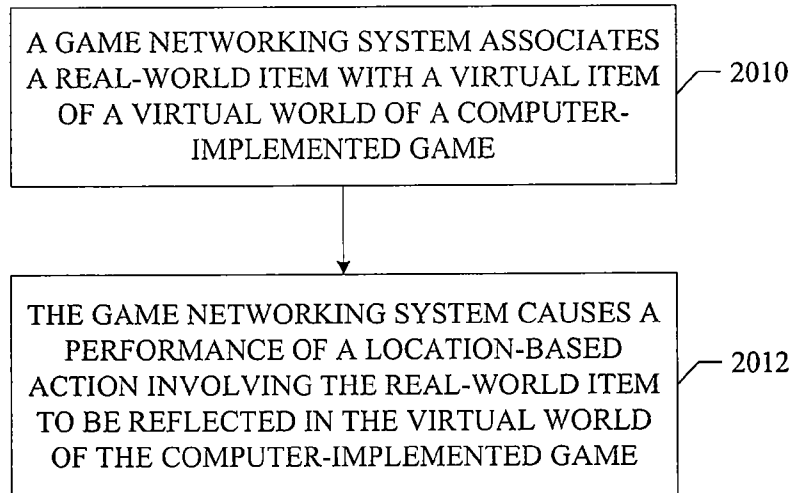 A GAME NETWORKING SYSTEM ASSOCIATES
A REAL-WORLD ITEM WITH A VIRTUAL ITEM
OF A VIRTUAL WORLD OF A COMPUTER-
IMPLEMENTED GAME
2010
THE GAME NETWORKING SYSTEM CAUSES A
PERFORMANCE OF A LOCATION-BASED
ACTION INVOLVING THE REAL-WORLD ITEM
TO BE REFLECTED IN THE VIRTUAL WORLD
OF THE COMPUTER-IMPLEMENTED GAME
2012